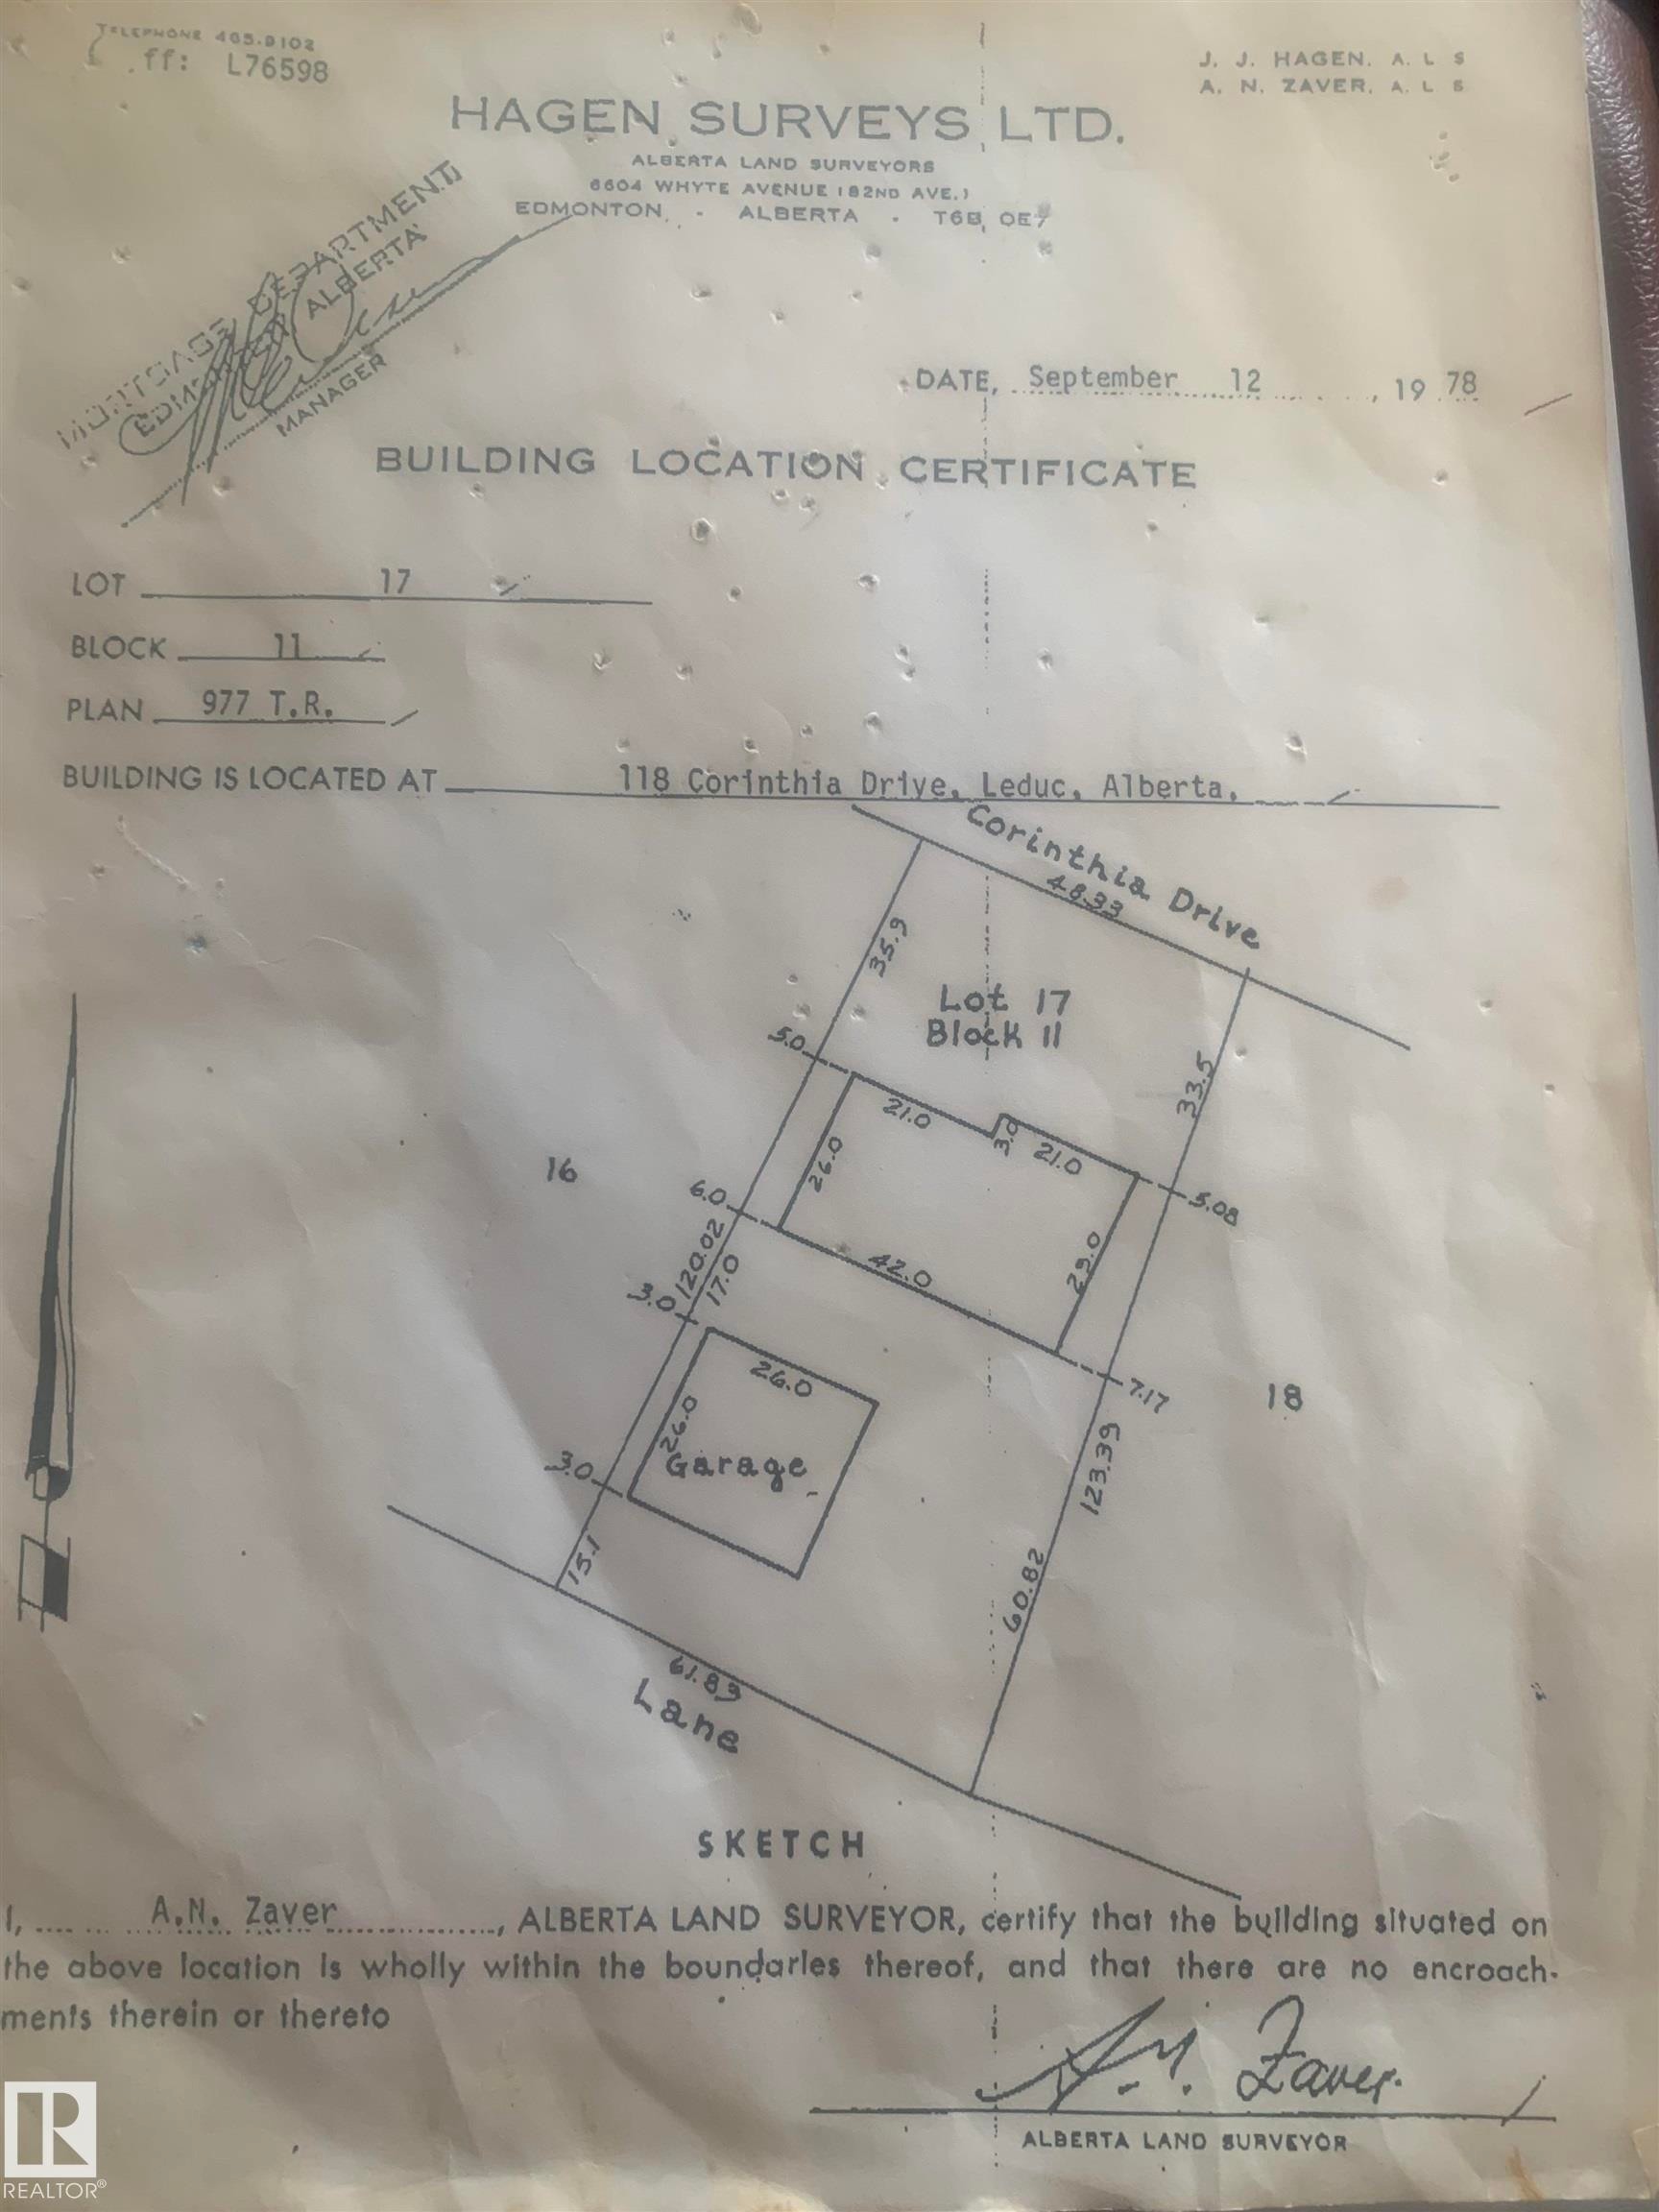 TELEPHONE 465-9102
ff: L76598
J. J. HAGEN, A. L. S
A. N. ZAVER, A. L. S
HAGEN SURVEYS LTD.
ALBERTA LAND SURVEYORS
6604 WHYTE AVENUE (82ND AVE.)
EDMONTON, - ALBERTA - T6B 0E7
MORTGAGE DEPARTMENT
EDMONTON, ALBERTA
MANAGER
DATE, September 12, 19 78
BUILDING LOCATION CERTIFICATE
LOT 17
BLOCK 11
PLAN 977 T.R.
BUILDING IS LOCATED AT 118 Corinthia Drive, Leduc, Alberta.
Corinthia Drive
48.33
35.9
Lot 17
Block 11
33.5
5.0
21.0
3.0
21.0
26.0
5.08
16
6.0
120.02
17.0
42.0
29.0
3.0
7.17
18
26.0
26.0
Garage
123.39
3.0
15.1
60.82
61.83
Lane
SKETCH
I, A.N. Zaver, ALBERTA LAND SURVEYOR, certify that the building situated on
the above location is wholly within the boundaries thereof, and that there are no encroach-
ments therein or thereto
A.N. Zaver.
ALBERTA LAND SURVEYOR
R
REALTOR®